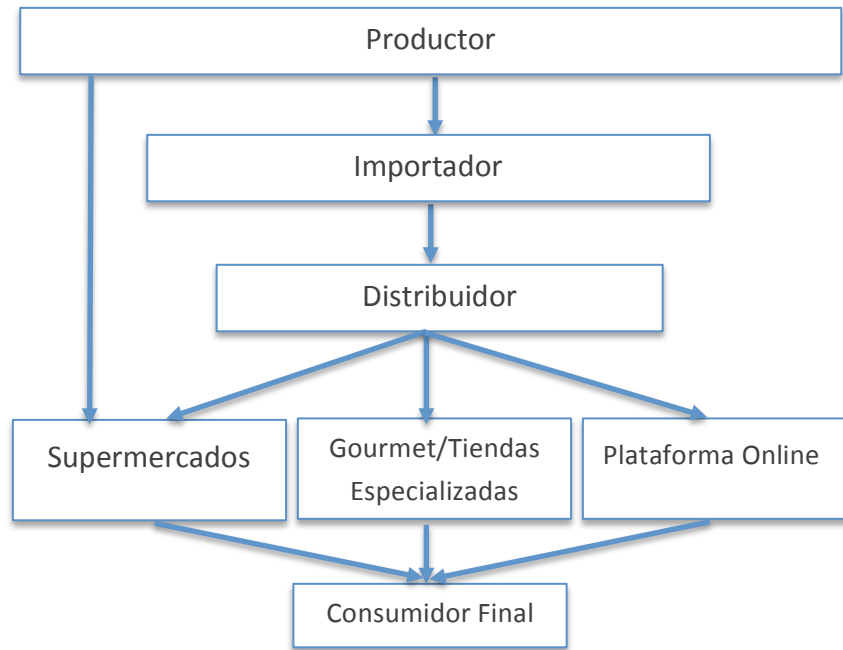 Productor
Importador
Distribuidor
Supermercados
Gourmet/Tiendas
Especializadas
Plataforma Online
Consumidor Final